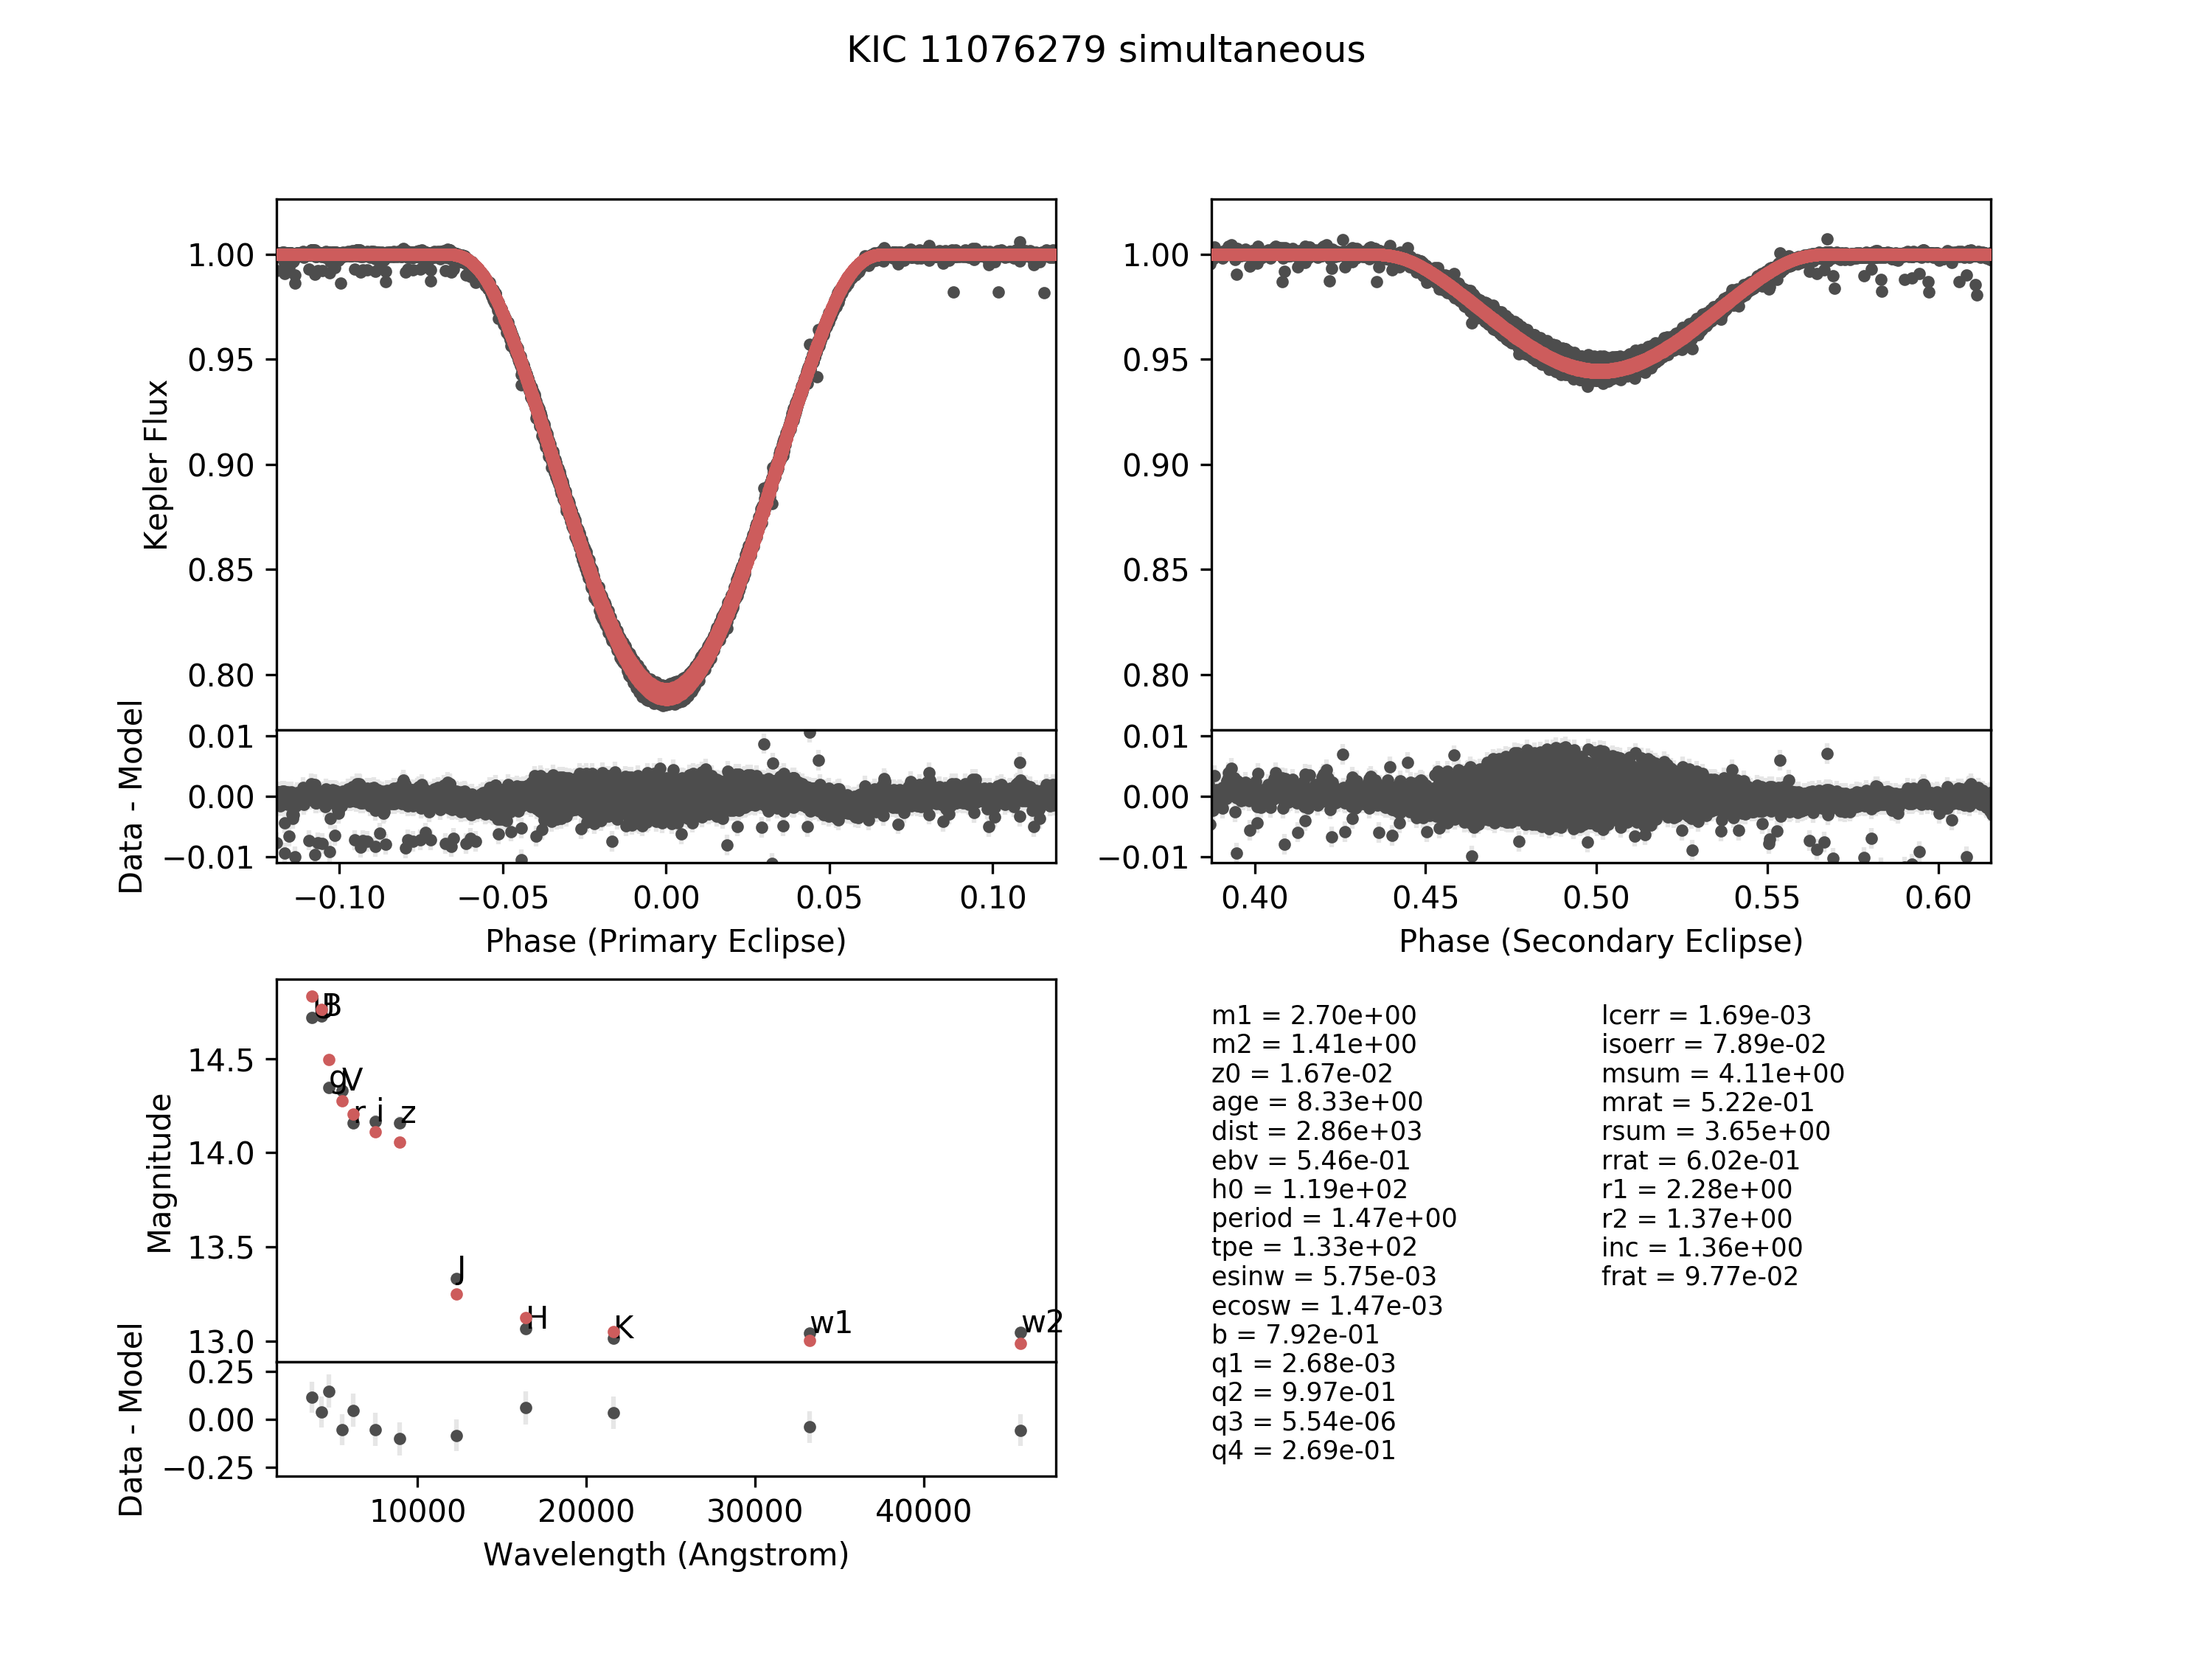 KIC 11076279 simultaneous
1.00
0.95
0.90
0.85
0.80
Kepler Flux
0.01
0.00
−0.01
Data - Model
−0.10 −0.05 0.00 0.05 0.10
Phase (Primary Eclipse)
1.00
0.95
0.90
0.85
0.80
0.01
0.00
−0.01
0.40 0.45 0.50 0.55 0.60
Phase (Secondary Eclipse)
14.5
14.0
13.5
13.0
Magnitude
U B
g V
r i z
J
H K w1 w2
0.25
0.00
−0.25
Data - Model
10000 20000 30000 40000
Wavelength (Angstrom)
m1 = 2.70e+00
m2 = 1.41e+00
z0 = 1.67e-02
age = 8.33e+00
dist = 2.86e+03
ebv = 5.46e-01
h0 = 1.19e+02
period = 1.47e+00
tpe = 1.33e+02
esinw = 5.75e-03
ecosw = 1.47e-03
b = 7.92e-01
q1 = 2.68e-03
q2 = 9.97e-01
q3 = 5.54e-06
q4 = 2.69e-01
lcerr = 1.69e-03
isoerr = 7.89e-02
msum = 4.11e+00
mrat = 5.22e-01
rsum = 3.65e+00
rrat = 6.02e-01
r1 = 2.28e+00
r2 = 1.37e+00
inc = 1.36e+00
frat = 9.77e-02